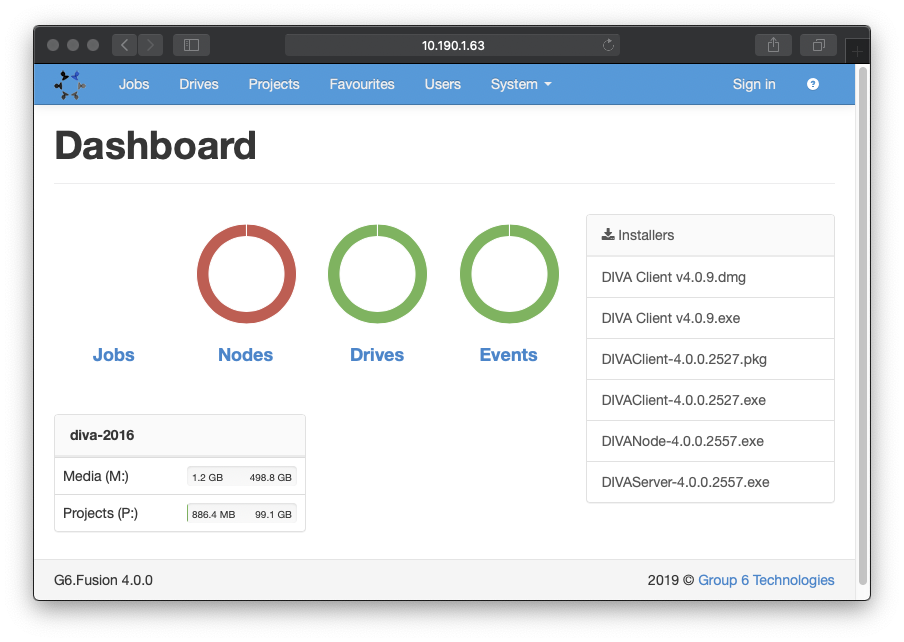 10.190.1.63
Jobs Drives Projects Favourites Users System Sign in ?
Dashboard
Installers
DIVA Client v4.0.9.dmg
DIVA Client v4.0.9.exe
DIVAClient-4.0.0.2527.pkg
DIVAClient-4.0.0.2527.exe
DIVANode-4.0.0.2557.exe
DIVAServer-4.0.0.2557.exe
Jobs Nodes Drives Events
diva-2016
Media (M:) 1.2 GB 498.8 GB
Projects (P:) 886.4 MB 99.1 GB
G6.Fusion 4.0.0 2019 © Group 6 Technologies